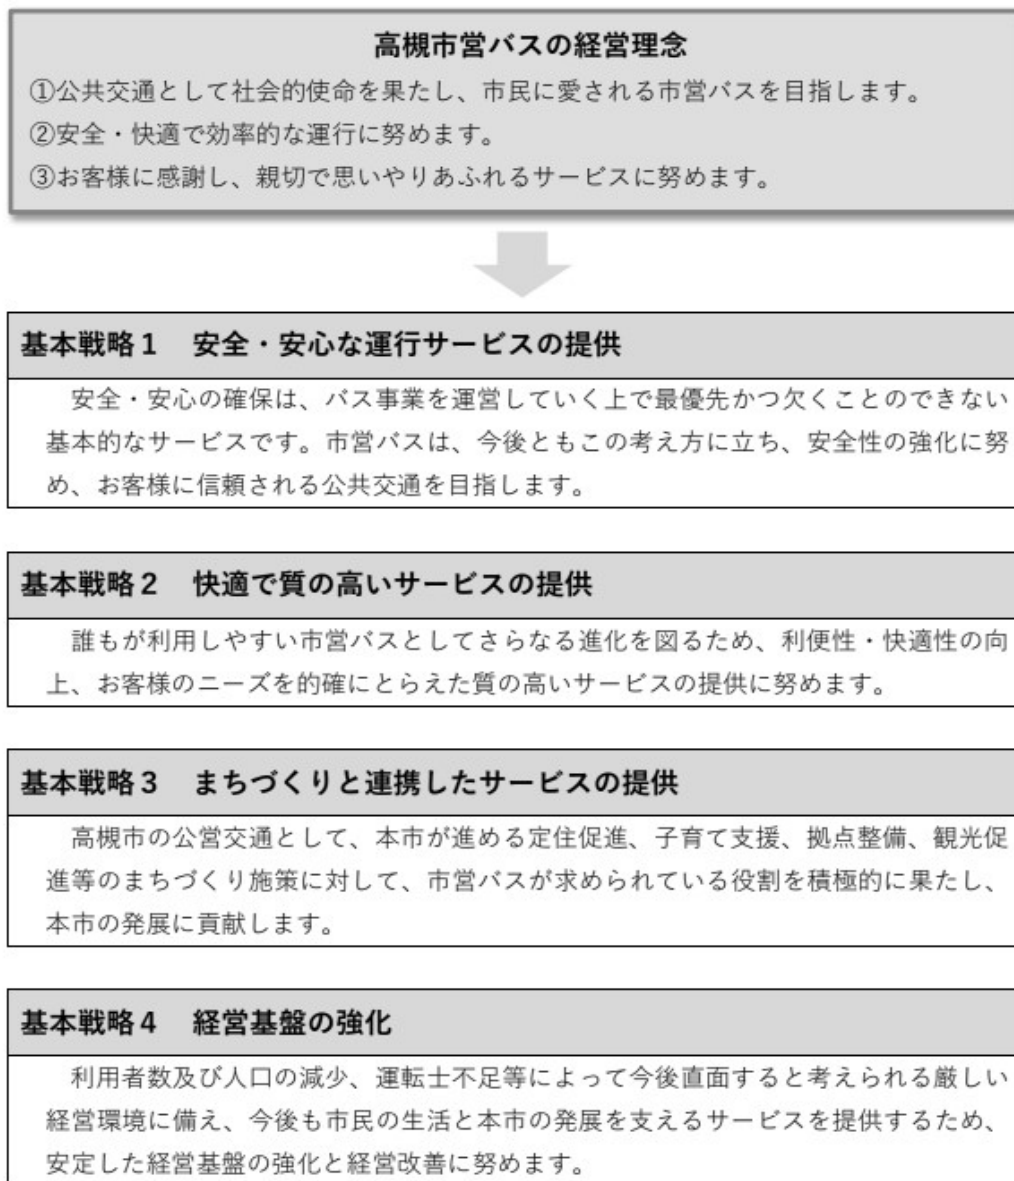 高槻市営バスの経営理念
①公共交通として社会的使命を果たし、市民に愛される市営バスを目指します。
②安全・快適で効率的な運行に努めます。
③お客様に感謝し、親切で思いやりあふれるサービスに努めます。
基本戦略１　安全・安心な運行サービスの提供
安全・安心の確保は、バス事業を運営していく上で最優先かつ欠くことのできない
基本的なサービスです。市営バスは、今後ともこの考え方に立ち、安全性の強化に努
め、お客様に信頼される公共交通を目指します。
基本戦略２　快適で質の高いサービスの提供
誰もが利用しやすい市営バスとしてさらなる進化を図るため、利便性・快適性の向
上、お客様のニーズを的確にとらえた質の高いサービスの提供に努めます。
基本戦略３　まちづくりと連携したサービスの提供
高槻市の公営交通として、本市が進める定住促進、子育て支援、拠点整備、観光促
進等のまちづくり施策に対して、市営バスが求められている役割を積極的に果たし、
本市の発展に貢献します。
基本戦略４　経営基盤の強化
利用者数及び人口の減少、運転士不足等によって今後直面すると考えられる厳しい
経営環境に備え、今後も市民の生活と本市の発展を支えるサービスを提供するため、
安定した経営基盤の強化と経営改善に努めます。